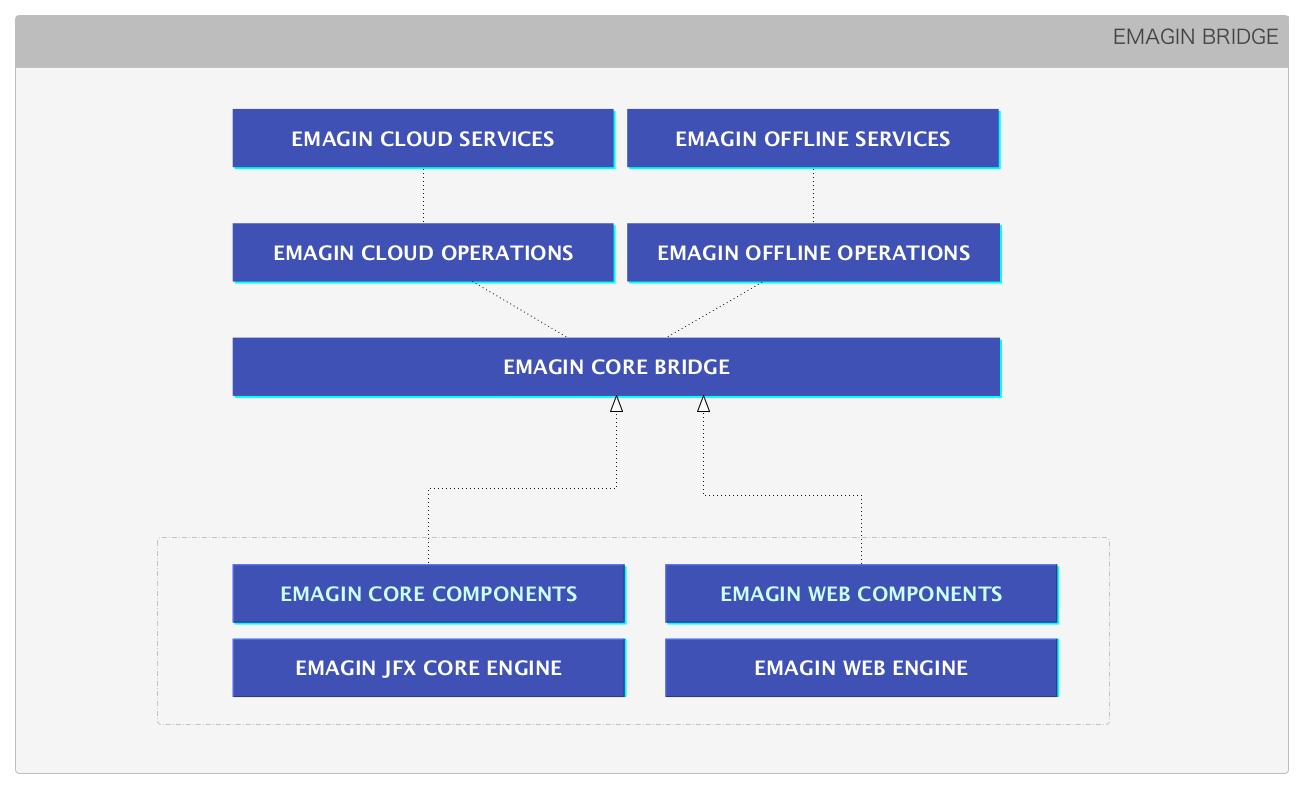 EMAGIN BRIDGE
EMAGIN CLOUD SERVICES
EMAGIN OFFLINE SERVICES
EMAGIN CLOUD OPERATIONS
EMAGIN OFFLINE OPERATIONS
EMAGIN CORE BRIDGE
EMAGIN CORE COMPONENTS
EMAGIN WEB COMPONENTS
EMAGIN JFX CORE ENGINE
EMAGIN WEB ENGINE